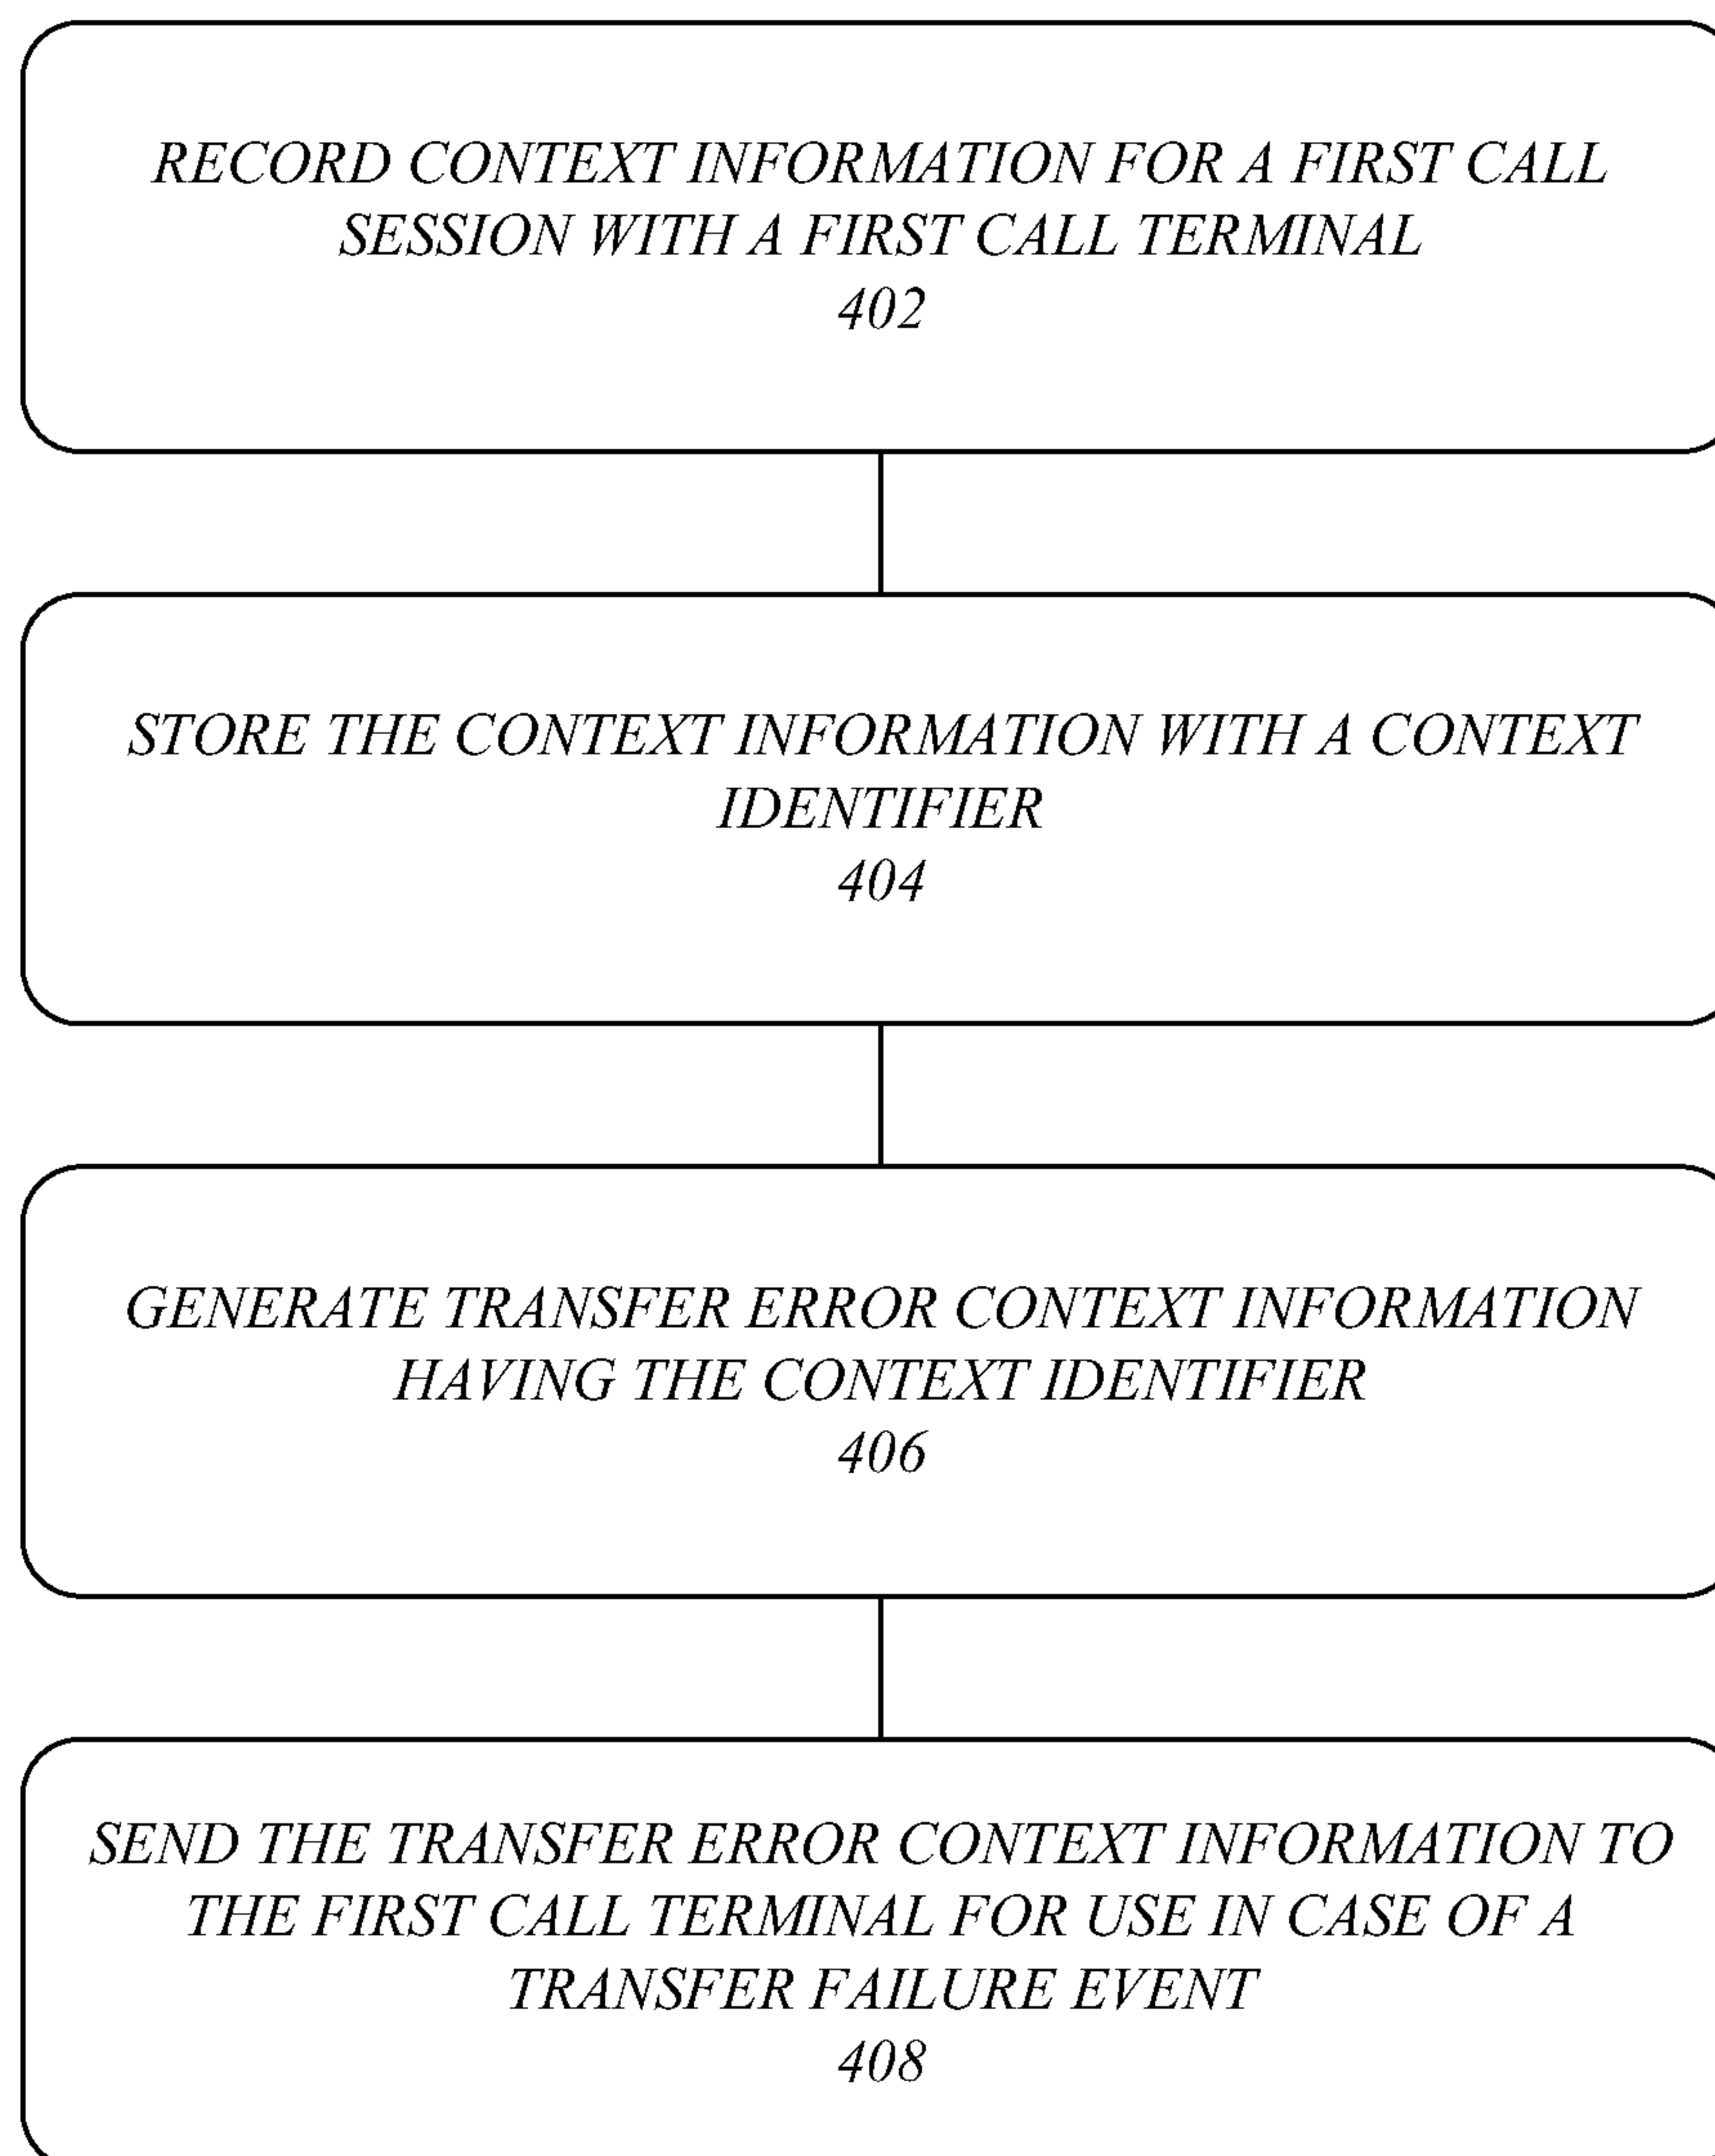 RECORD CONTEXT INFORMATION FOR A FIRST CALL
SESSION WITH A FIRST CALL TERMINAL
402
STORE THE CONTEXT INFORMATION WITH A CONTEXT
IDENTIFIER
404
GENERATE TRANSFER ERROR CONTEXT INFORMATION
HAVING THE CONTEXT IDENTIFIER
406
SEND THE TRANSFER ERROR CONTEXT INFORMATION TO
THE FIRST CALL TERMINAL FOR USE IN CASE OF A
TRANSFER FAILURE EVENT
408